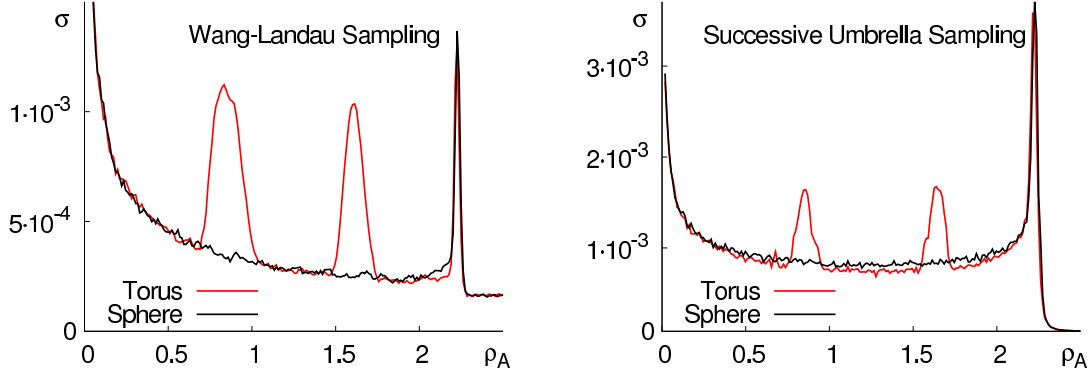 σ
Wang-Landau Sampling
1·10⁻³
5·10⁻⁴
0
Torus
Sphere
0 0.5 1 1.5 2 ρ_A
σ
Successive Umbrella Sampling
3·10⁻³
2·10⁻³
1·10⁻³
0
Torus
Sphere
0 0.5 1 1.5 2 ρ_A